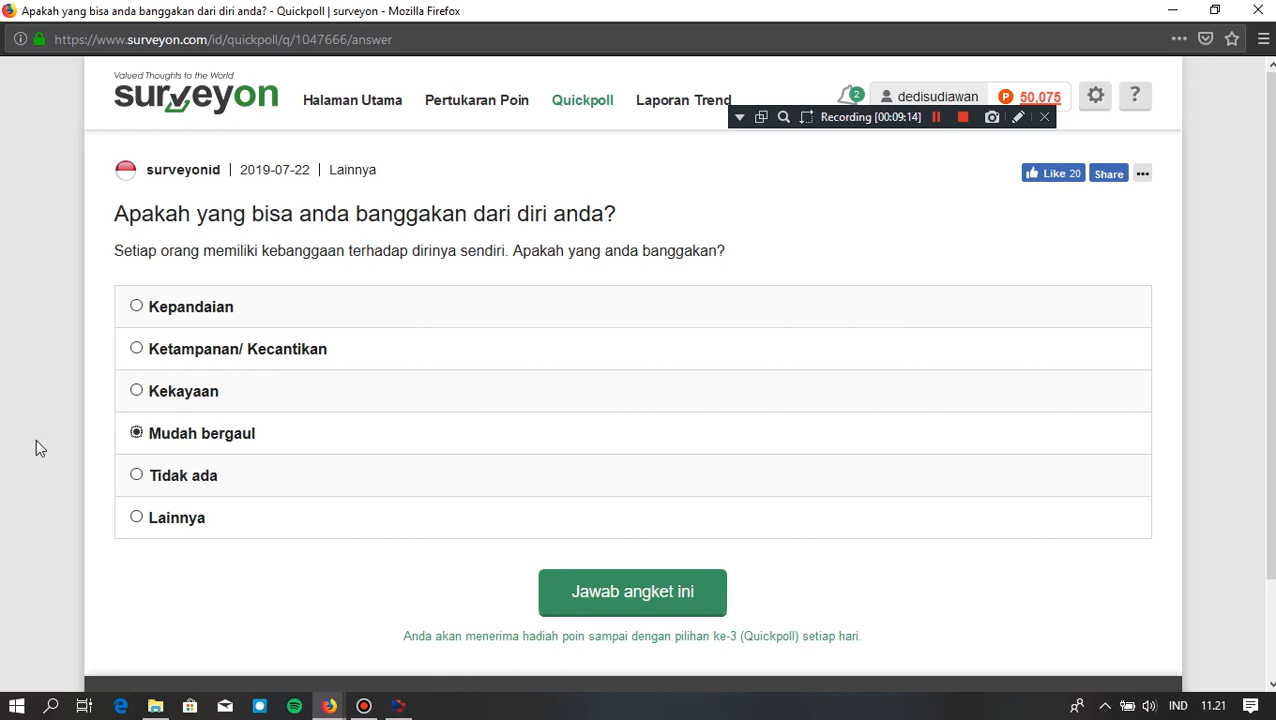 Apakah yang bisa anda banggakan dari diri anda? - Quickpoll | surveyon - Mozilla Firefox
https://www.surveyon.com/id/quickpoll/q/1047666/answer
Valued Thoughts to the World
surveyon
Halaman Utama Pertukaran Poin Quickpoll Laporan Trend
2 dedisudiawan P 50,075 ?
Recording [00:09:14]
surveyonid | 2019-07-22 | Lainnya
Like 20 Share
Apakah yang bisa anda banggakan dari diri anda?
Setiap orang memiliki kebanggaan terhadap dirinya sendiri. Apakah yang anda banggakan?
Kepandaian
Ketampanan/ Kecantikan
Kekayaan
Mudah bergaul
Tidak ada
Lainnya
Jawab angket ini
Anda akan menerima hadiah poin sampai dengan pilihan ke-3 (Quickpoll) setiap hari.
IND 11.21